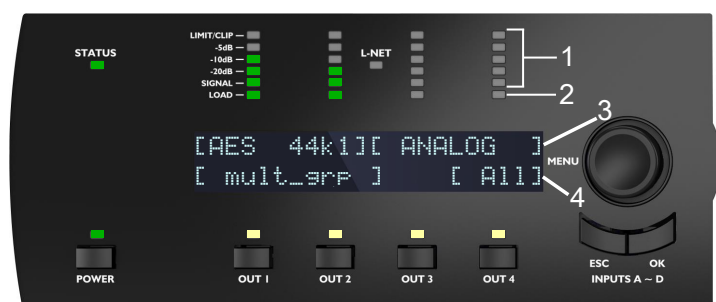 LIMIT/CLIP
STATUS
-5dB
L-NET
1
-10dB
-20dB
SIGNAL
LOAD
2
3
[AES 44k1][ ANALOG ]
MENU
[ mult_grp ] [ All]
4
ESC OK
POWER OUT 1 OUT 2 OUT 3 OUT 4 INPUTS A ~ D